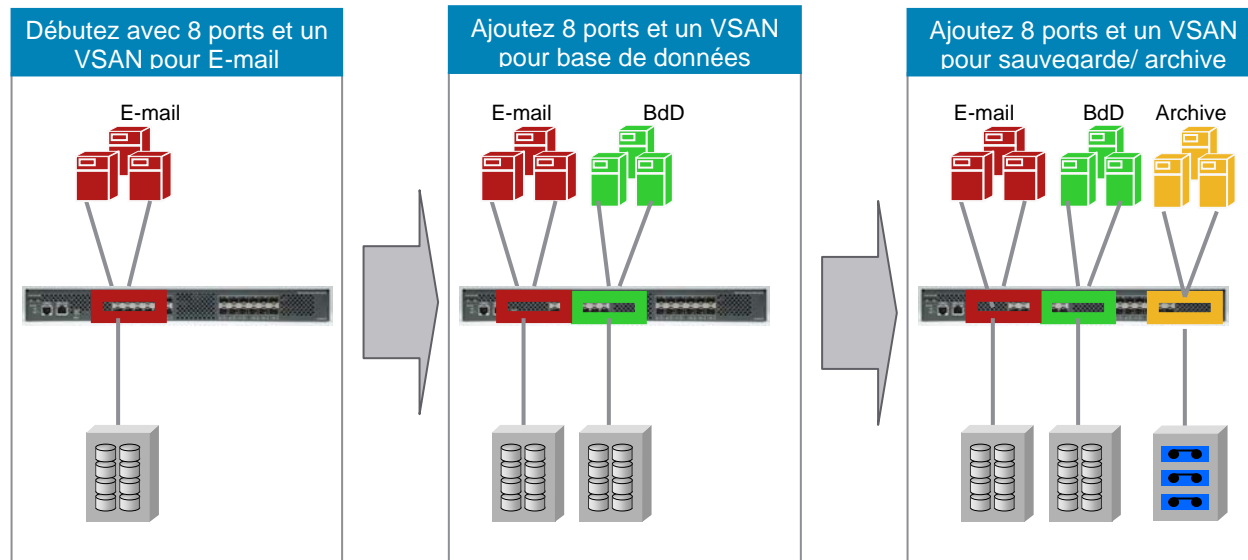 Débutez avec 8 ports et un
VSAN pour E-mail
E-mail
Ajoutez 8 ports et un VSAN
pour base de données
E-mail
BdD
Ajoutez 8 ports et un VSAN
pour sauvegarde/ archive
E-mail
BdD
Archive